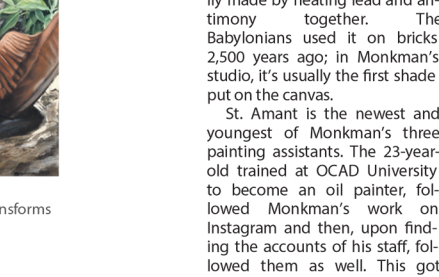 ily made by heating lead and an-
timony together. The
Babylonians used it on bricks
2,500 years ago; in Monkman's
studio, it's usually the first shade
put on the canvas.
St. Amant is the newest and
youngest of Monkman's three
painting assistants. The 23-year-
old trained at OCAD University
to become an oil painter, fol-
lowed Monkman's work on
Instagram and then, upon find-
ing the accounts of his staff, fol-
lowed them as well. This got
nsforms